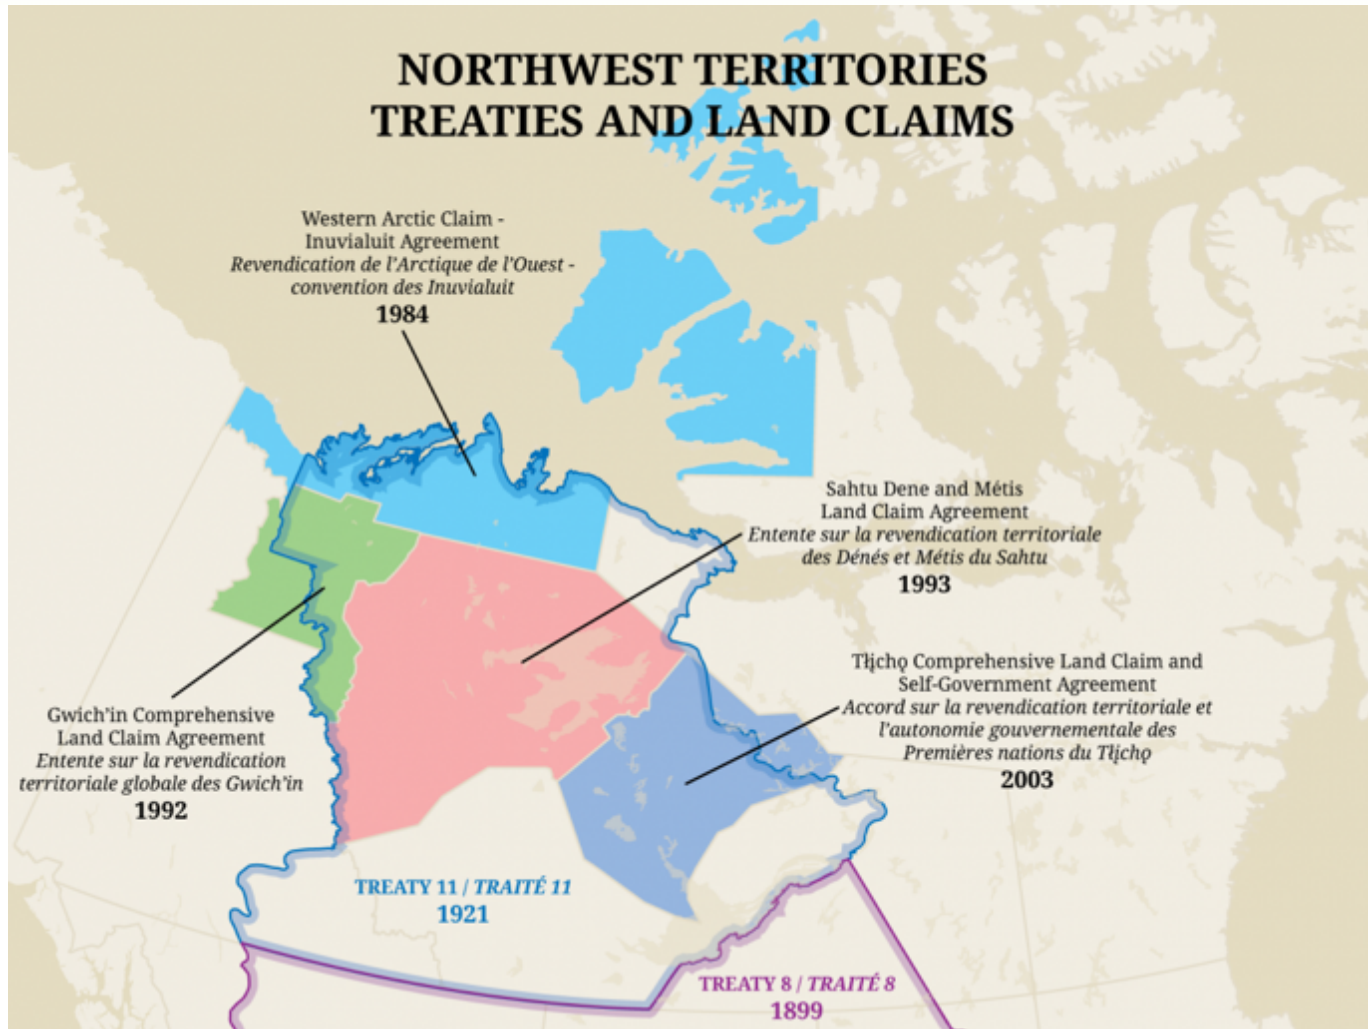 NORTHWEST TERRITORIES
TREATIES AND LAND CLAIMS
Western Arctic Claim -
Inuvialuit Agreement
Revendication de l'Arctique de l'Ouest -
convention des Inuvialuit
1984
Sahtu Dene and Métis
Land Claim Agreement
Entente sur la revendication territoriale
des Dénés et Métis du Sahtu
1993
Tłįchǫ Comprehensive Land Claim and
Self-Government Agreement
Accord sur la revendication territoriale et
l'autonomie gouvernementale des
Premières nations du Tłįchǫ
2003
Gwich'in Comprehensive
Land Claim Agreement
Entente sur la revendication
territoriale globale des Gwich'in
1992
TREATY 11 / TRAITÉ 11
1921
TREATY 8 / TRAITÉ 8
1899